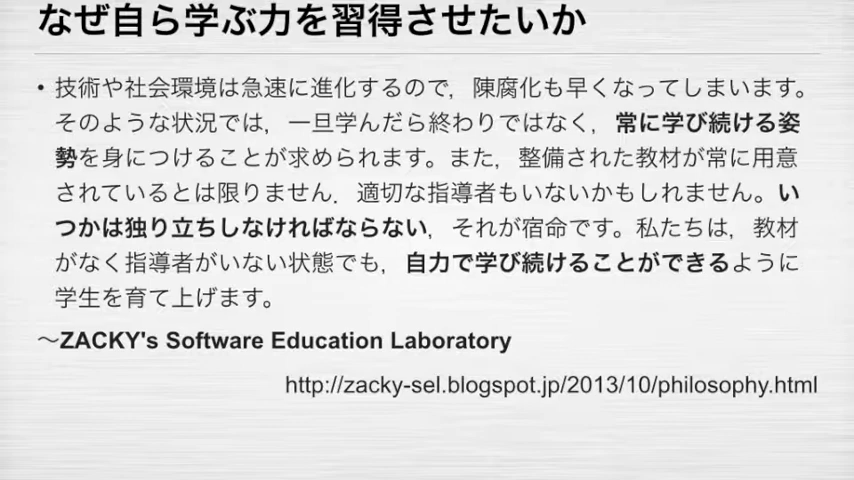 なぜ自ら学ぶ力を習得させたいか
• 技術や社会環境は急速に進化するので，陳腐化も早くなってしまいます。
そのような状況では，一旦学んだら終わりではなく，常に学び続ける姿
勢を身につけることが求められます。また，整備された教材が常に用意
されているとは限りません．適切な指導者もいないかもしれません。い
つかは独り立ちしなければならない，それが宿命です。私たちは，教材
がなく指導者がいない状態でも，自力で学び続けることができるように
学生を育て上げます。
〜ZACKY's Software Education Laboratory
http://zacky-sel.blogspot.jp/2013/10/philosophy.html